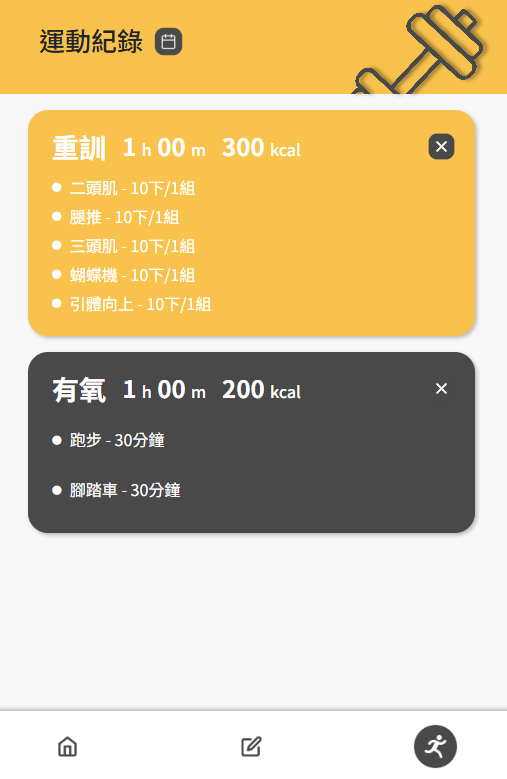 運動紀錄
重訓 1 h 00 m 300 kcal
二頭肌 - 10下/1組
腿推 - 10下/1組
三頭肌 - 10下/1組
蝴蝶機 - 10下/1組
引體向上 - 10下/1組
有氧 1 h 00 m 200 kcal
跑步 - 30分鐘
腳踏車 - 30分鐘